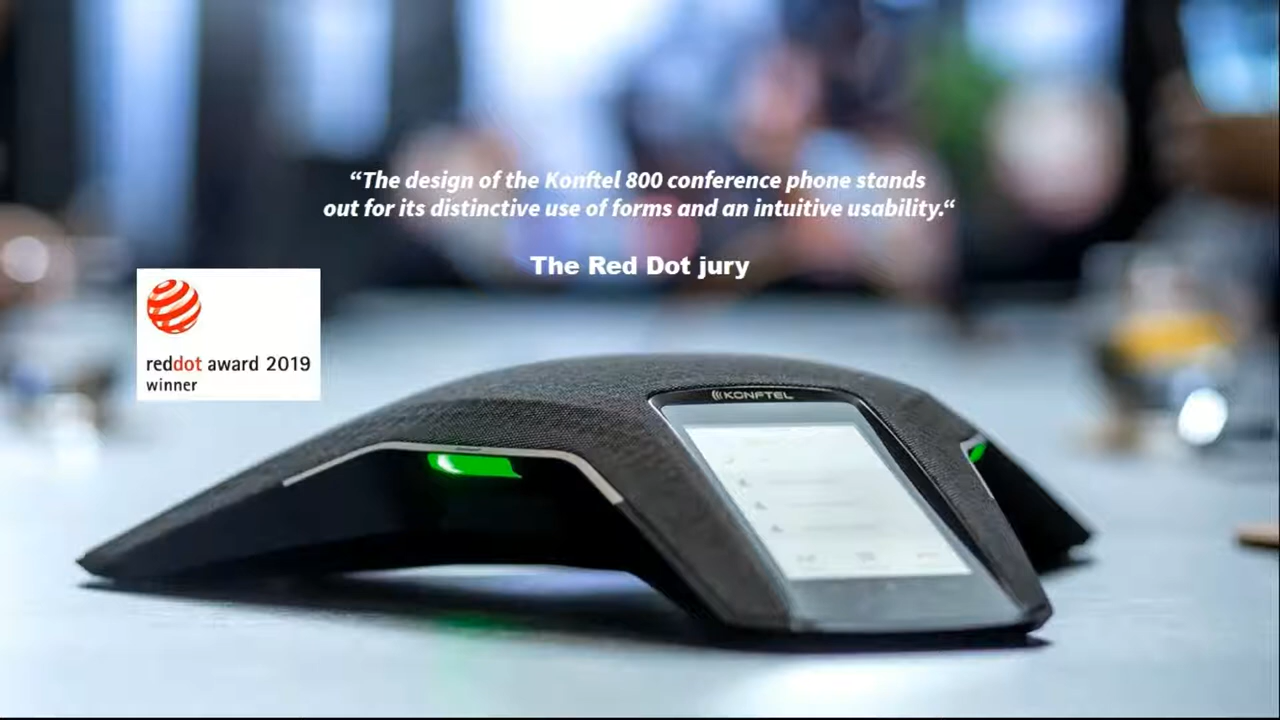 “The design of the Konftel 800 conference phone stands
out for its distinctive use of forms and an intuitive usability.“
The Red Dot jury
reddot award 2019
winner
KONFTEL